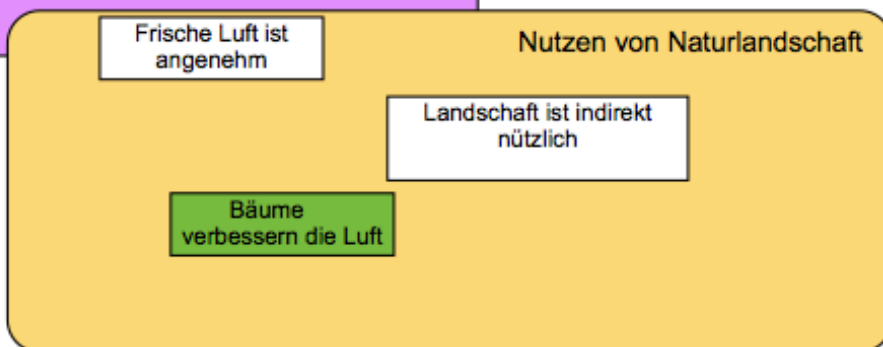 Frische Luft ist
angenehm
Nutzen von Naturlandschaft
Landschaft ist indirekt
nützlich
Bäume
verbessern die Luft